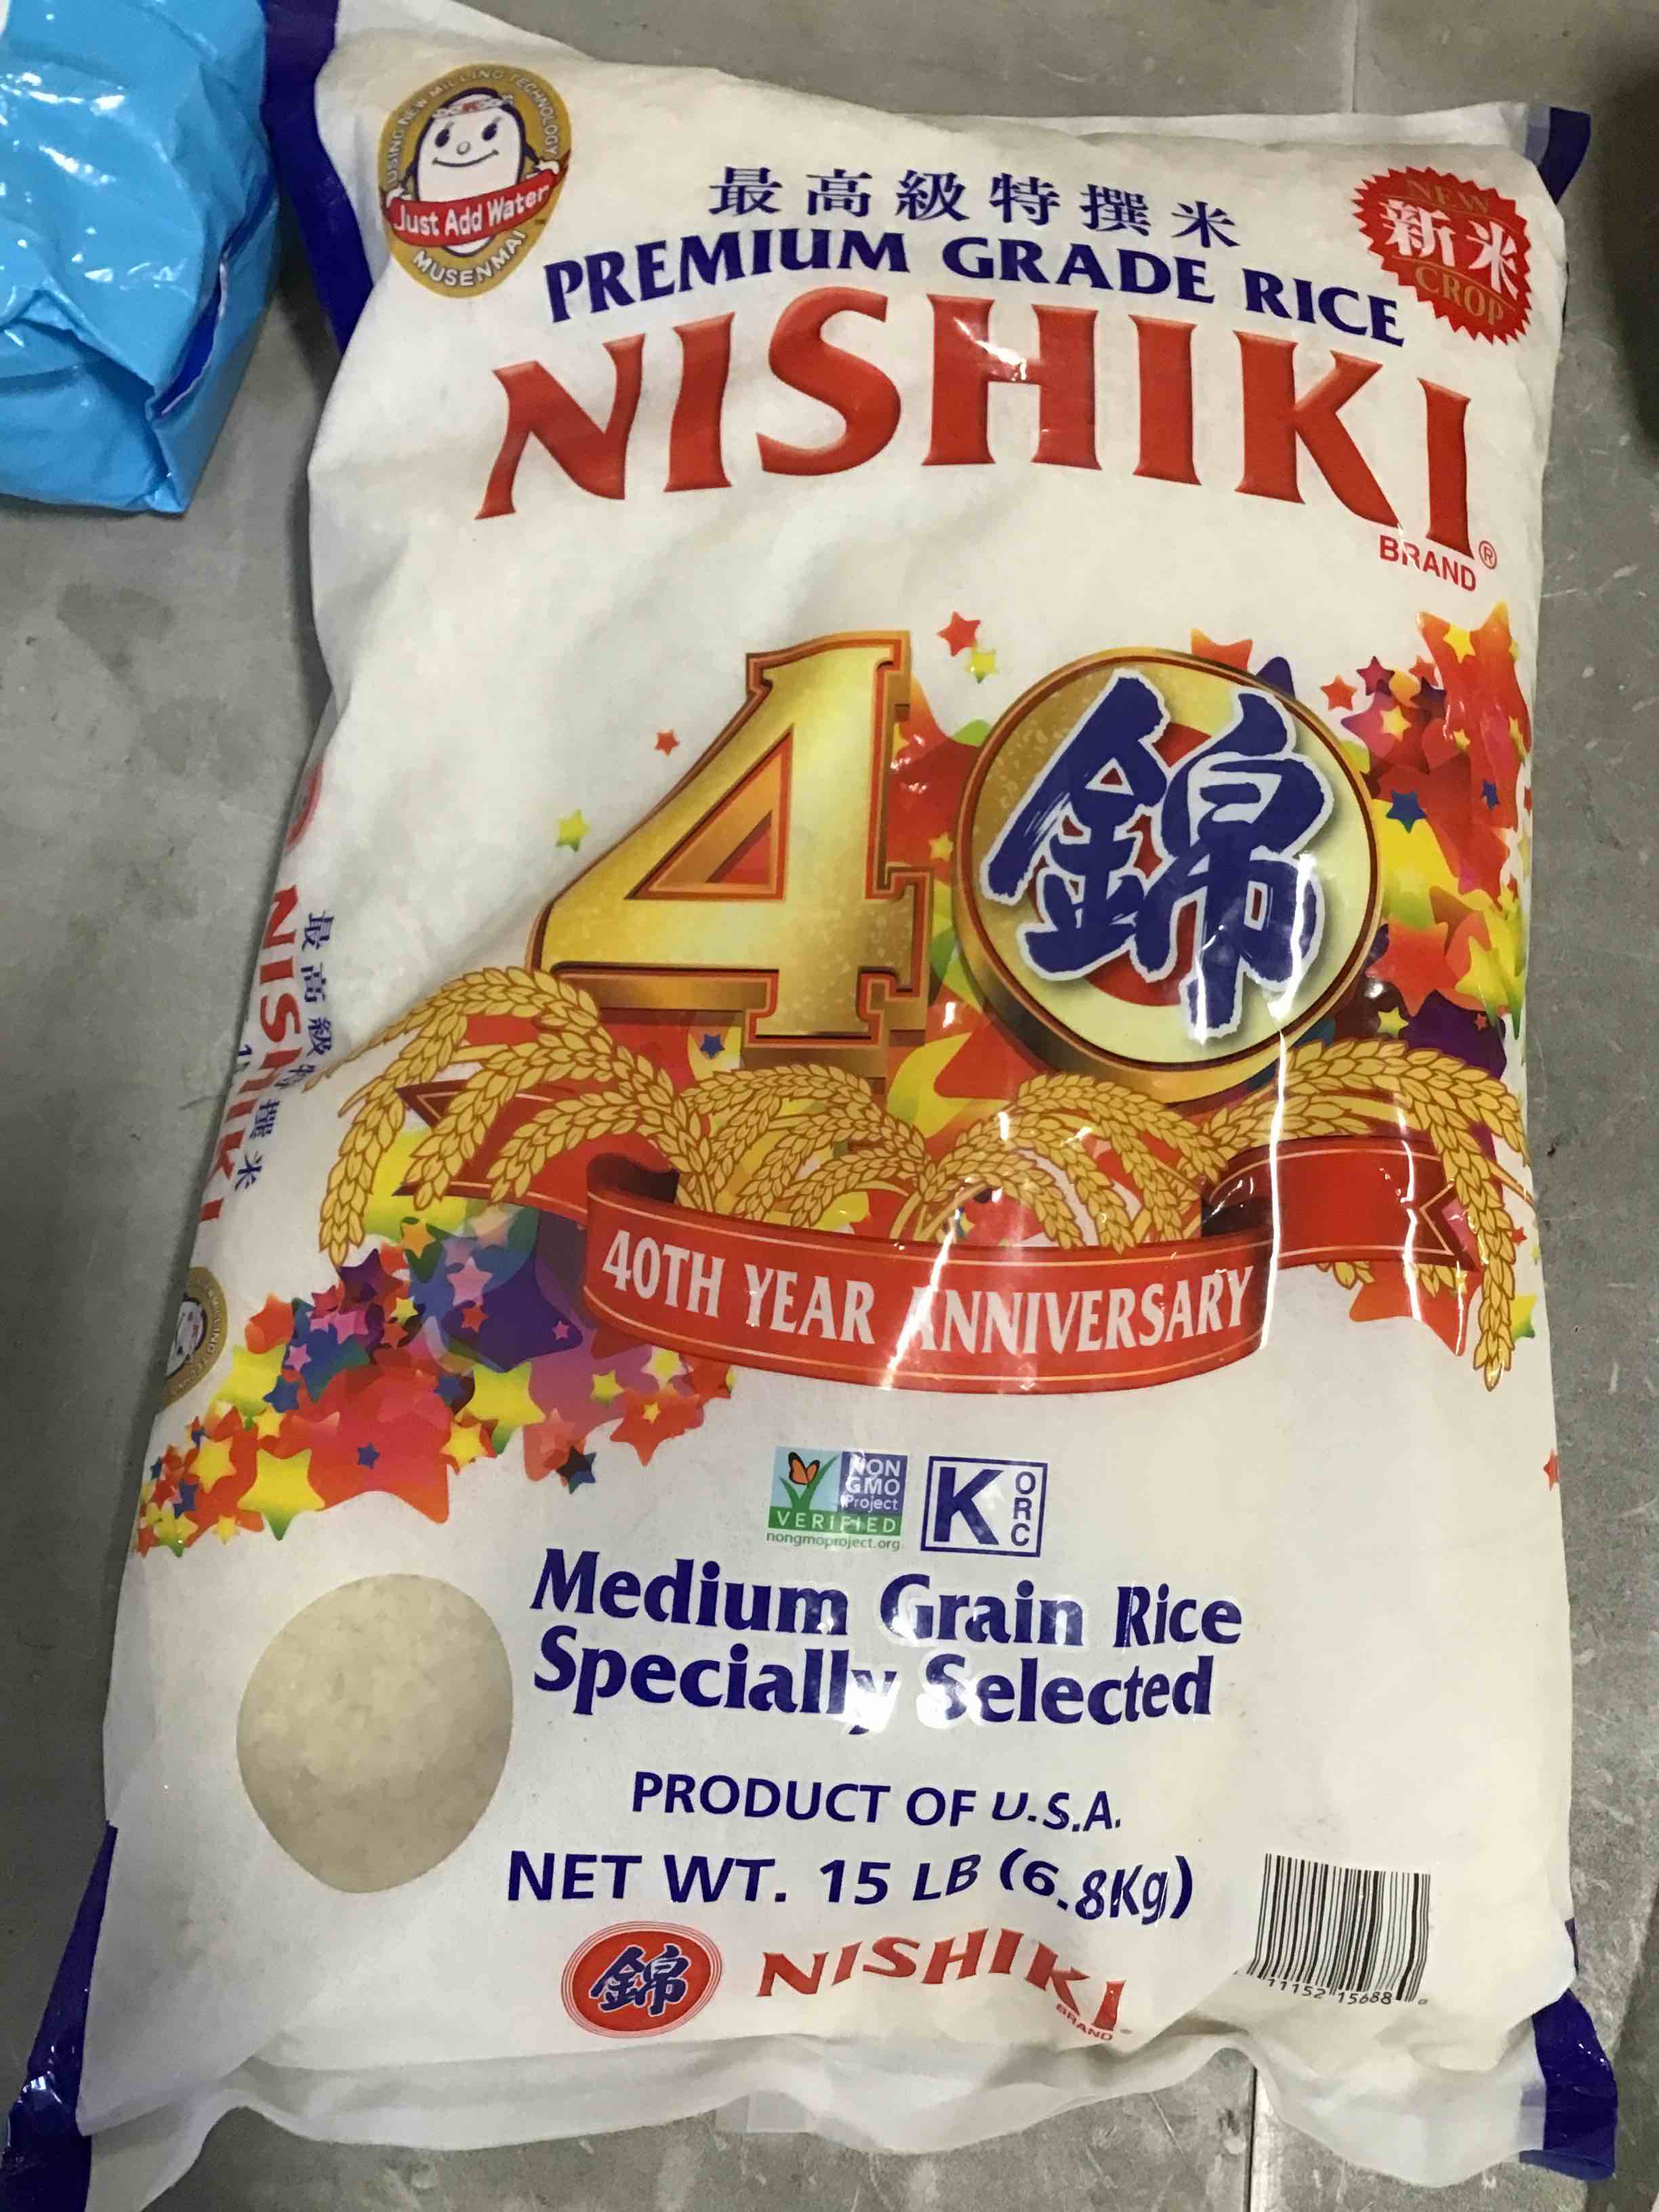 USING NEW MILLING TECHNOLOGY
Just Add Water
MUSENMAI
最高級特撰米
PREMIUM GRADE RICE
NEW
新米
CROP
NISHIKI
BRAND ®
4
錦
最高級特撰米
NISHIKI
40TH YEAR ANNIVERSARY
NON
GMO
Project
VERIFIED
nongmoproject.org
K ORC
Medium Grain Rice
Specially Selected
PRODUCT OF U.S.A.
NET WT. 15 LB (6.8Kg)
錦 NISHIKI
BRAND
11152 15688